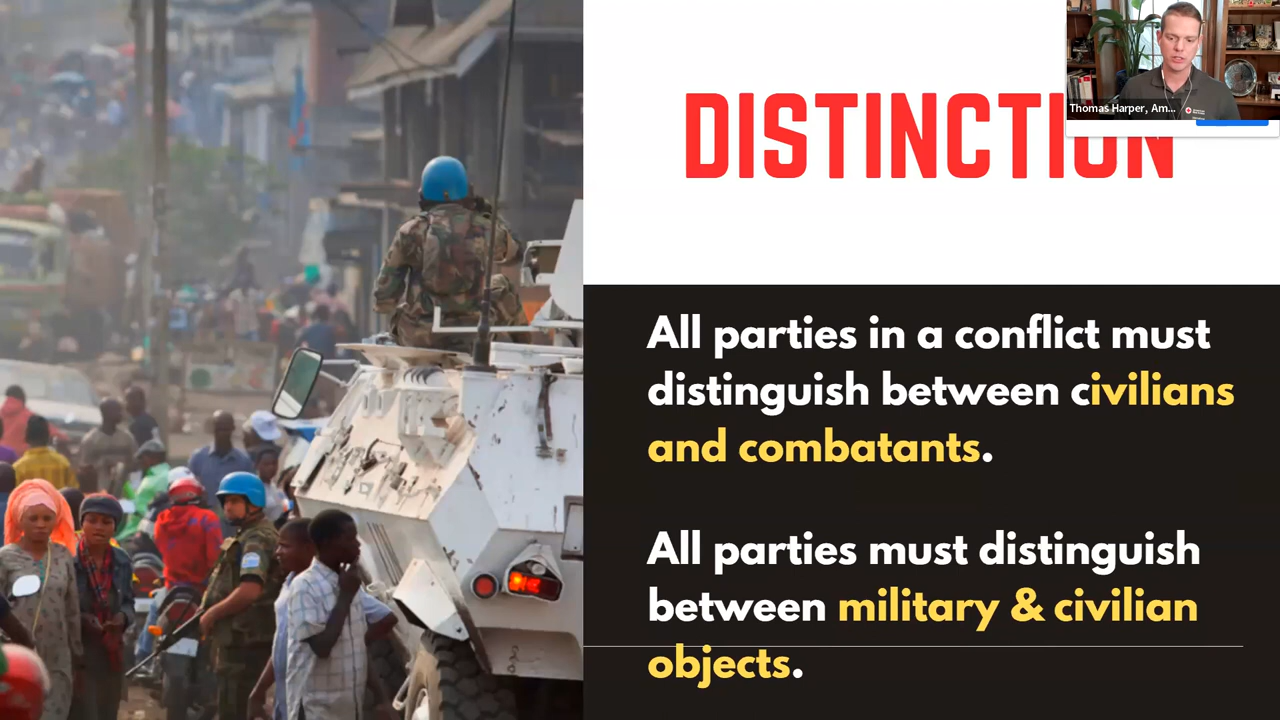 DISTINCTION
Thomas Harper, Am...
All parties in a conflict must
distinguish between civilians
and combatants.
All parties must distinguish
between military & civilian
objects.